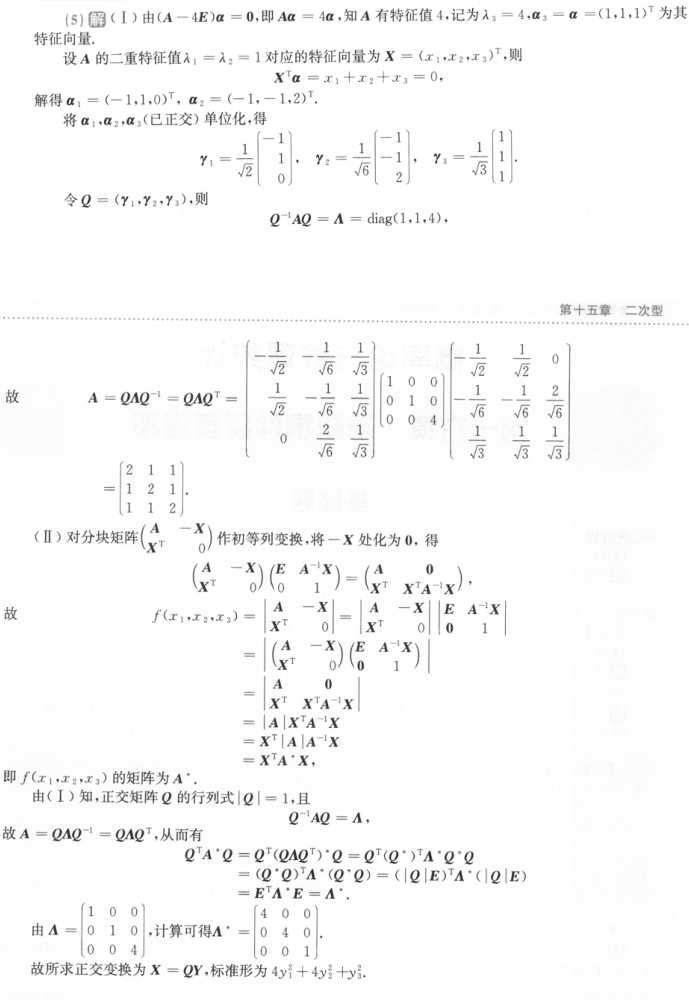 (5) 解 (Ⅰ) 由(A − 4E)α = 0,即 Aα = 4α,知 A 有特征值 4,记为 λ₃ = 4,α₃ = α = (1,1,1)ᵀ 为其
特征向量.
设 A 的二重特征值 λ₁ = λ₂ = 1 对应的特征向量为 X = (x₁,x₂,x₃)ᵀ,则
Xᵀα = x₁ + x₂ + x₃ = 0,
解得 α₁ = (−1,1,0)ᵀ, α₂ = (−1,−1,2)ᵀ.
将 α₁,α₂,α₃(已正交) 单位化,得
γ₁ = 1/√2 (−1, 1, 0)ᵀ, γ₂ = 1/√6 (−1, −1, 2)ᵀ, γ₃ = 1/√3 (1, 1, 1)ᵀ.
令 Q = (γ₁,γ₂,γ₃),则
Q⁻¹AQ = Λ = diag(1,1,4),
第十五章 二次型
故 A = QΛQ⁻¹ = QΛQᵀ = [−1/√2 −1/√6 1/√3; 1/√2 −1/√6 1/√3; 0 2/√6 1/√3] [1 0 0; 0 1 0; 0 0 4] [−1/√2 1/√2 0; −1/√6 −1/√6 2/√6; 1/√3 1/√3 1/√3]
= [2 1 1; 1 2 1; 1 1 2].
(Ⅱ) 对分块矩阵(A −X; Xᵀ 0)作初等列变换,将 −X 处化为 0, 得
(A −X; Xᵀ 0)(E A⁻¹X; 0 1) = (A 0; Xᵀ XᵀA⁻¹X),
故 f(x₁,x₂,x₃) = |A −X; Xᵀ 0| = |A −X; Xᵀ 0| |E A⁻¹X; 0 1|
= |(A −X; Xᵀ 0)(E A⁻¹X; 0 1)|
= |A 0; Xᵀ XᵀA⁻¹X|
= |A|XᵀA⁻¹X
= Xᵀ|A|A⁻¹X
= XᵀA*X,
即 f(x₁,x₂,x₃) 的矩阵为 A*.
由(Ⅰ) 知,正交矩阵 Q 的行列式|Q| = 1,且
Q⁻¹AQ = Λ,
故 A = QΛQ⁻¹ = QΛQᵀ,从而有
QᵀA*Q = Qᵀ(QΛQᵀ)*Q = Qᵀ(Q*)ᵀΛ*Q*Q
= (Q*Q)ᵀΛ*(Q*Q) = (|Q|E)ᵀΛ*(|Q|E)
= EᵀΛ*E = Λ*.
由 Λ = [1 0 0; 0 1 0; 0 0 4],计算可得Λ* = [4 0 0; 0 4 0; 0 0 1].
故所求正交变换为 X = QY,标准形为 4y₁² + 4y₂² + y₃².